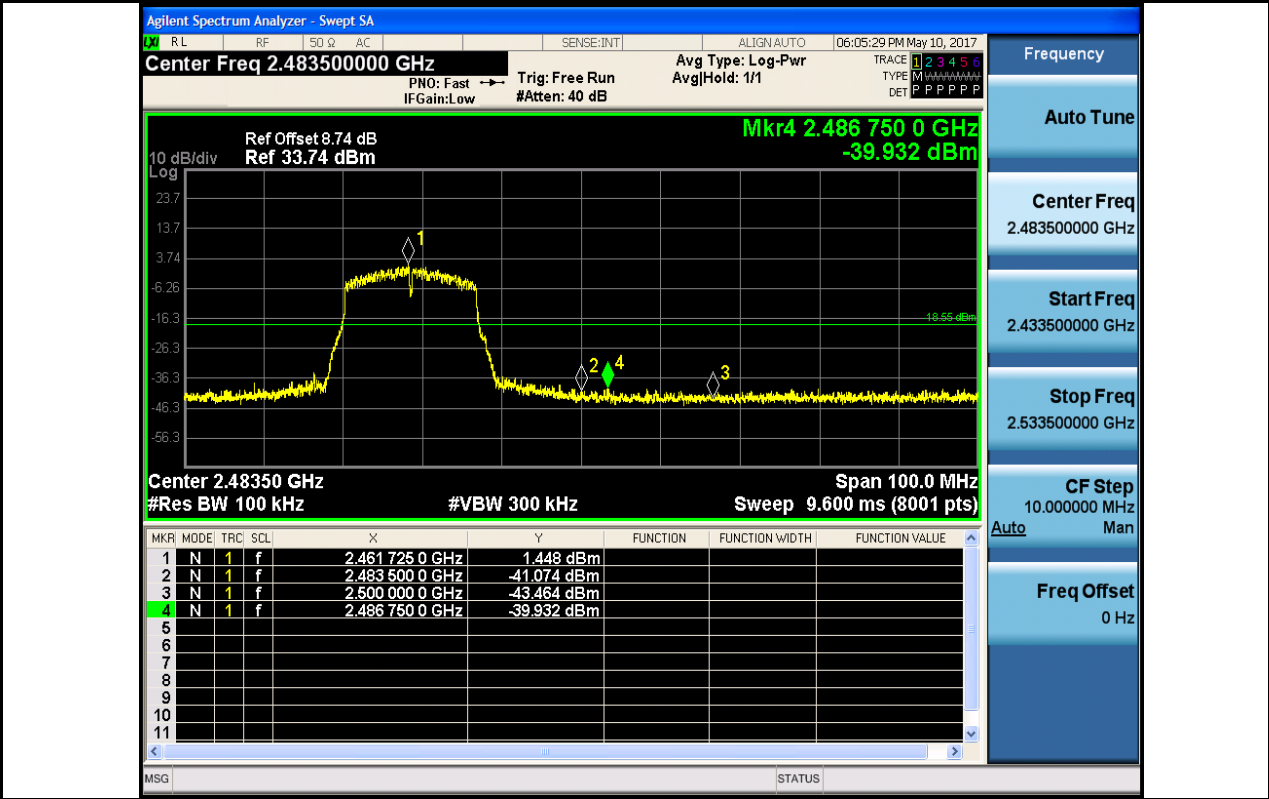 Agilent Spectrum Analyzer - Swept SA
LXI RL RF 50 Ω AC SENSE:INT ALIGNAUTO 06:05:29 PM May 10, 2017
Center Freq 2.483500000 GHz
PNO: Fast
IFGain:Low
Trig: Free Run
#Atten: 40 dB
Avg Type: Log-Pwr
Avg|Hold: 1/1
TRACE 1 2 3 4 5 6
TYPE M
DET P P P P P P
Mkr4 2.486 750 0 GHz
-39.932 dBm
Ref Offset 8.74 dB
10 dB/div Ref 33.74 dBm
Log
23.7
13.7
3.74
-6.26
-16.3
-26.3
-36.3
-46.3
-56.3
1
-18.55 dBm
2
4
3
Center 2.48350 GHz Span 100.0 MHz
#Res BW 100 kHz #VBW 300 kHz Sweep 9.600 ms (8001 pts)
MKR MODE TRC SCL X Y FUNCTION FUNCTION WIDTH FUNCTION VALUE
1 N 1 f 2.461 725 0 GHz 1.448 dBm
2 N 1 f 2.483 500 0 GHz -41.074 dBm
3 N 1 f 2.500 000 0 GHz -43.464 dBm
4 N 1 f 2.486 750 0 GHz -39.932 dBm
5
6
7
8
9
10
11
MSG STATUS
Frequency
Auto Tune
Center Freq
2.483500000 GHz
Start Freq
2.433500000 GHz
Stop Freq
2.533500000 GHz
CF Step
10.000000 MHz
Auto Man
Freq Offset
0 Hz